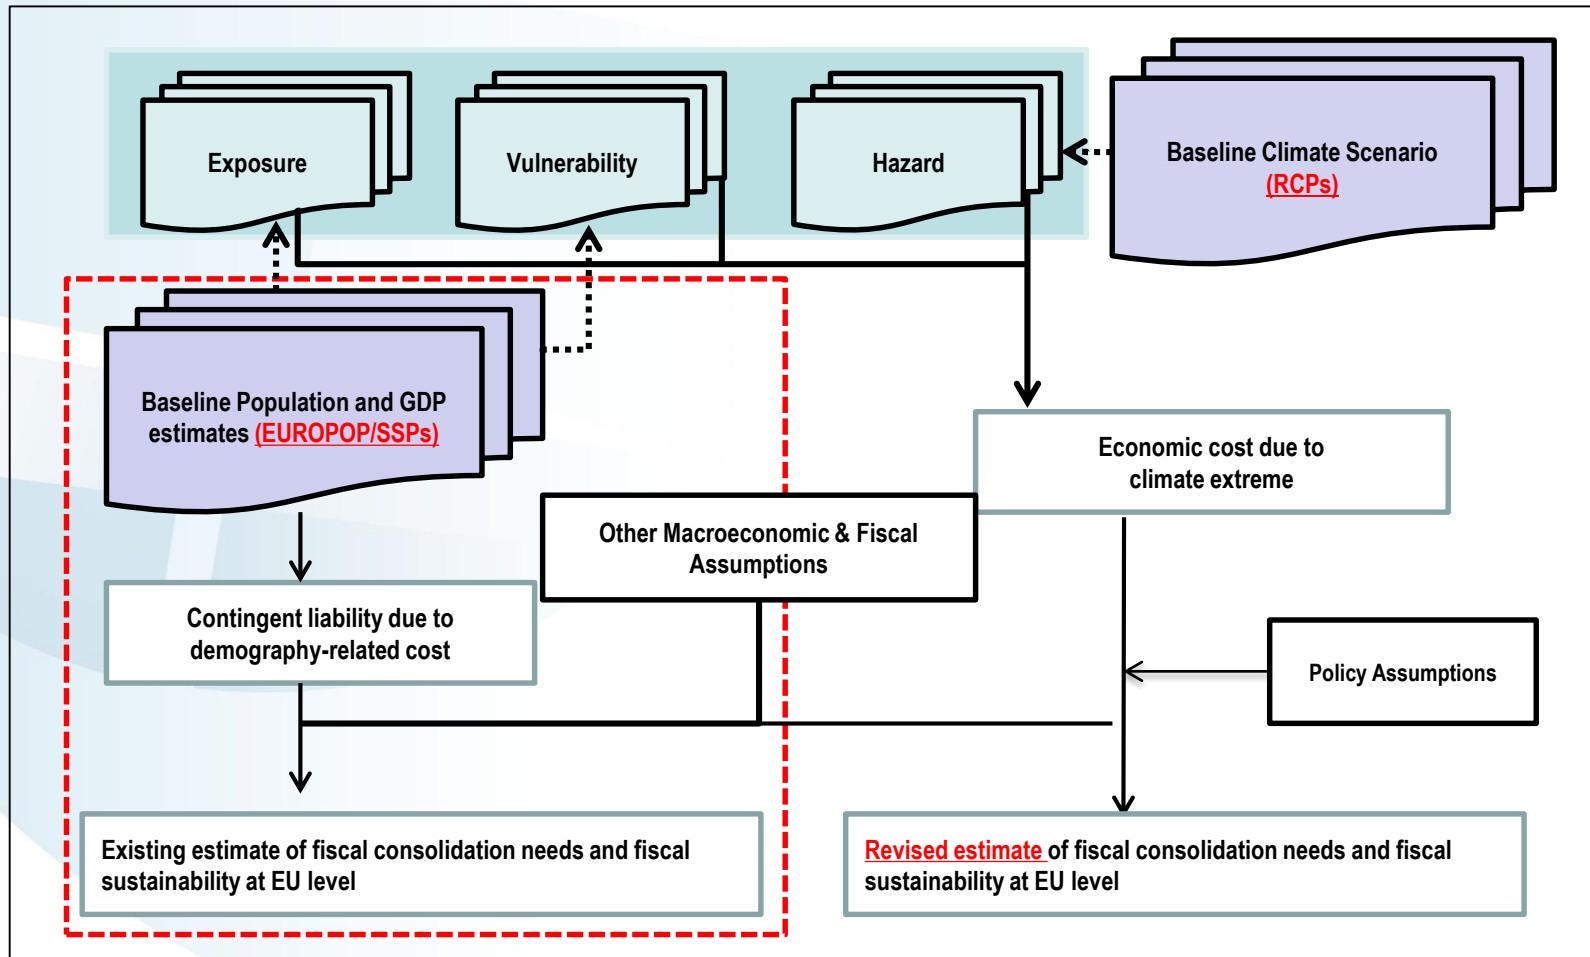 Exposure
Vulnerability
Hazard
Baseline Climate Scenario
(RCPs)
Baseline Population and GDP
estimates (EUROPOP/SSPs)
Economic cost due to
climate extreme
Other Macroeconomic & Fiscal
Assumptions
Contingent liability due to
demography-related cost
Policy Assumptions
Existing estimate of fiscal consolidation needs and fiscal
sustainability at EU level
Revised estimate of fiscal consolidation needs and fiscal
sustainability at EU level